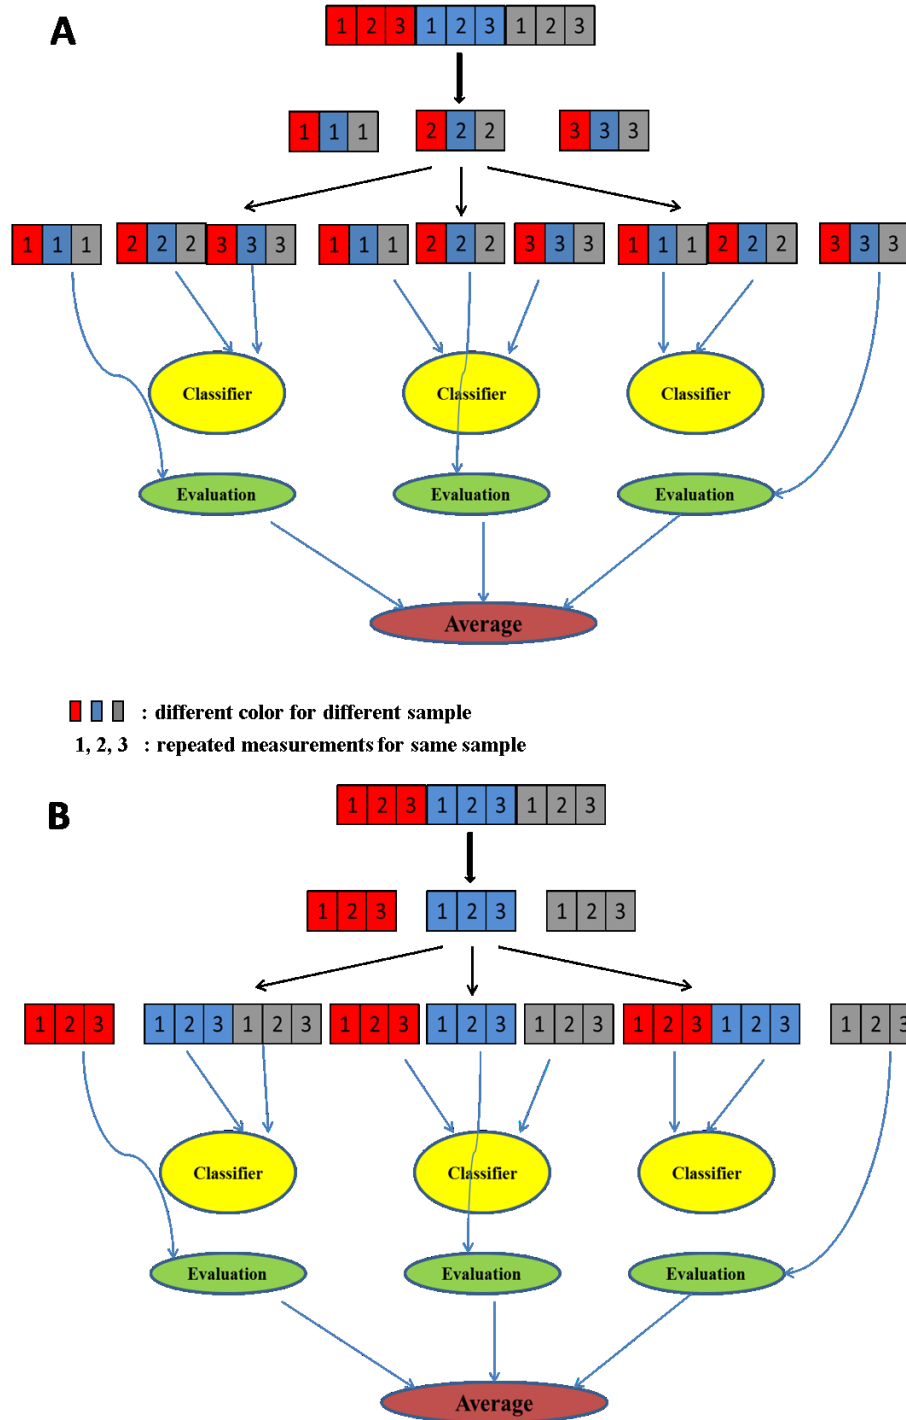 A
1 2 3 1 2 3 1 2 3
1 1 1 2 2 2 3 3 3
1 1 1 2 2 2 3 3 3 1 1 1 2 2 2 3 3 3 1 1 1 2 2 2 3 3 3
Classifier Classifier Classifier
Evaluation Evaluation Evaluation
Average
: different color for different sample
1, 2, 3 : repeated measurements for same sample
B
1 2 3 1 2 3 1 2 3
1 2 3 1 2 3 1 2 3
1 2 3 1 2 3 1 2 3 1 2 3 1 2 3 1 2 3 1 2 3 1 2 3 1 2 3
Classifier Classifier Classifier
Evaluation Evaluation Evaluation
Average